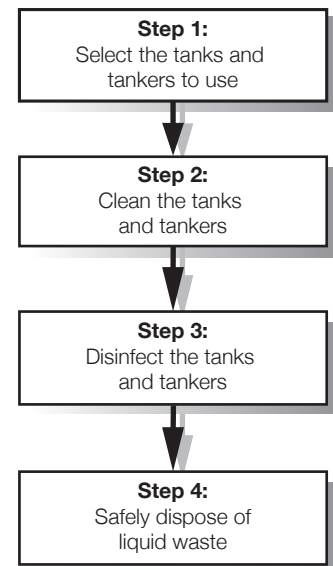 Step 1:
Select the tanks and
tankers to use
Step 2:
Clean the tanks
and tankers
Step 3:
Disinfect the tanks
and tankers
Step 4:
Safely dispose of
liquid waste